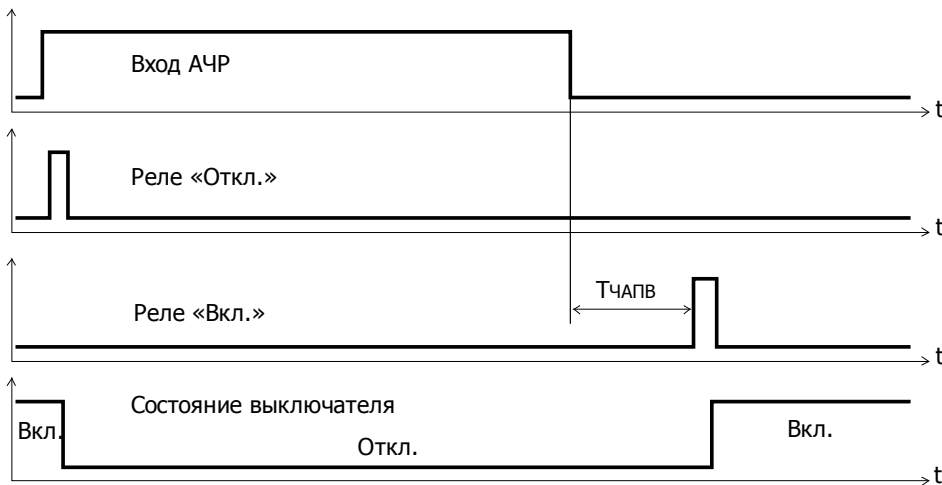 Вход АЧР
t
Реле «Откл.»
t
ТЧАПВ
Реле «Вкл.»
t
Состояние выключателя
Вкл.
Откл.
Вкл.
t